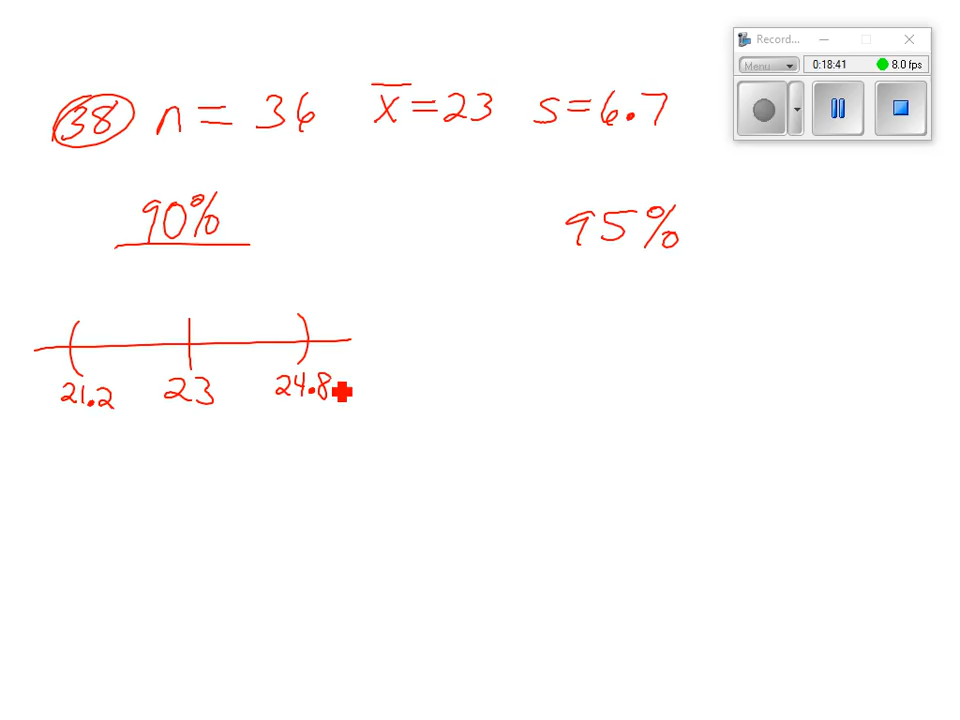 Record...
Menu 0:18:41 8.0 fps
38 n = 36 x̅ = 23 s = 6.7
90% 95%
21.2 23 24.8